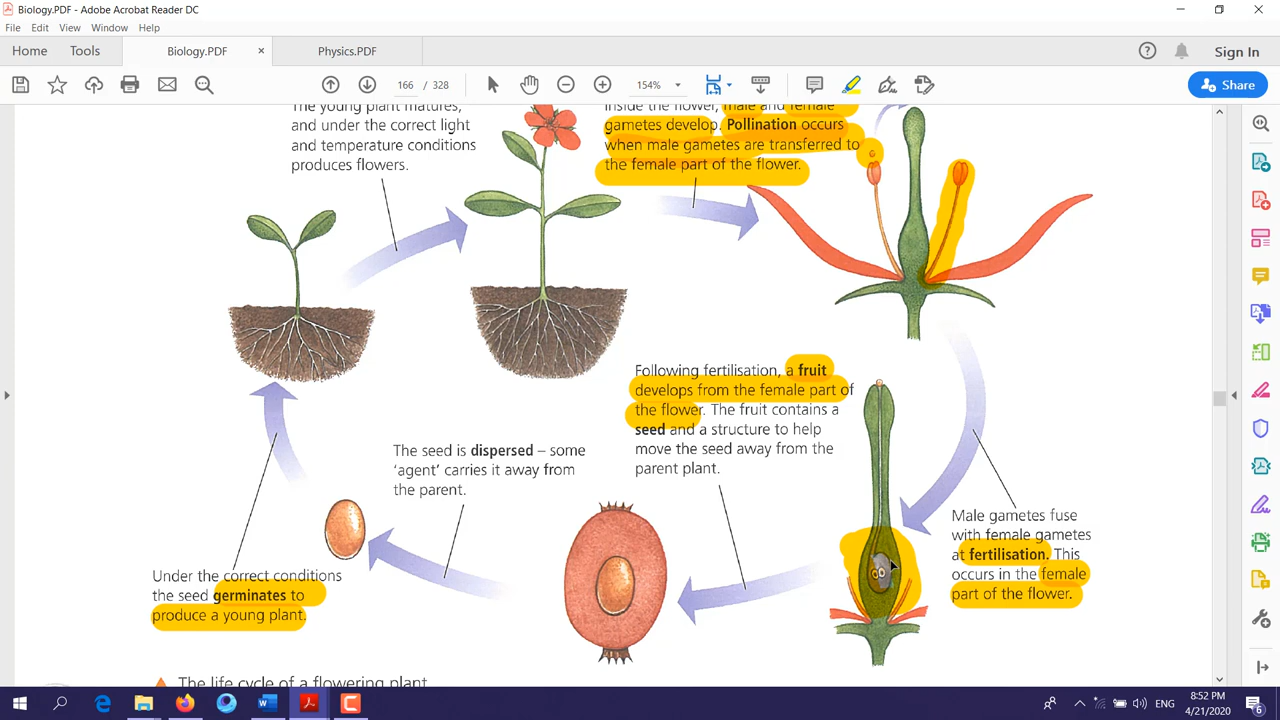 Biology.PDF - Adobe Acrobat Reader DC
File Edit View Window Help
Home Tools Biology.PDF × Physics.PDF Sign In
166 / 328 154% Share
The young plant matures,
and under the correct light
and temperature conditions
produces flowers.
Inside the flower, male and female
gametes develop. Pollination occurs
when male gametes are transferred to
the female part of the flower.
Following fertilisation, a fruit
develops from the female part of
the flower. The fruit contains a
seed and a structure to help
move the seed away from the
parent plant.
The seed is dispersed – some
‘agent’ carries it away from
the parent.
Male gametes fuse
with female gametes
at fertilisation. This
occurs in the female
part of the flower.
Under the correct conditions
the seed germinates to
produce a young plant.
The life cycle of a flowering plant
ENG
8:52 PM
4/21/2020
6